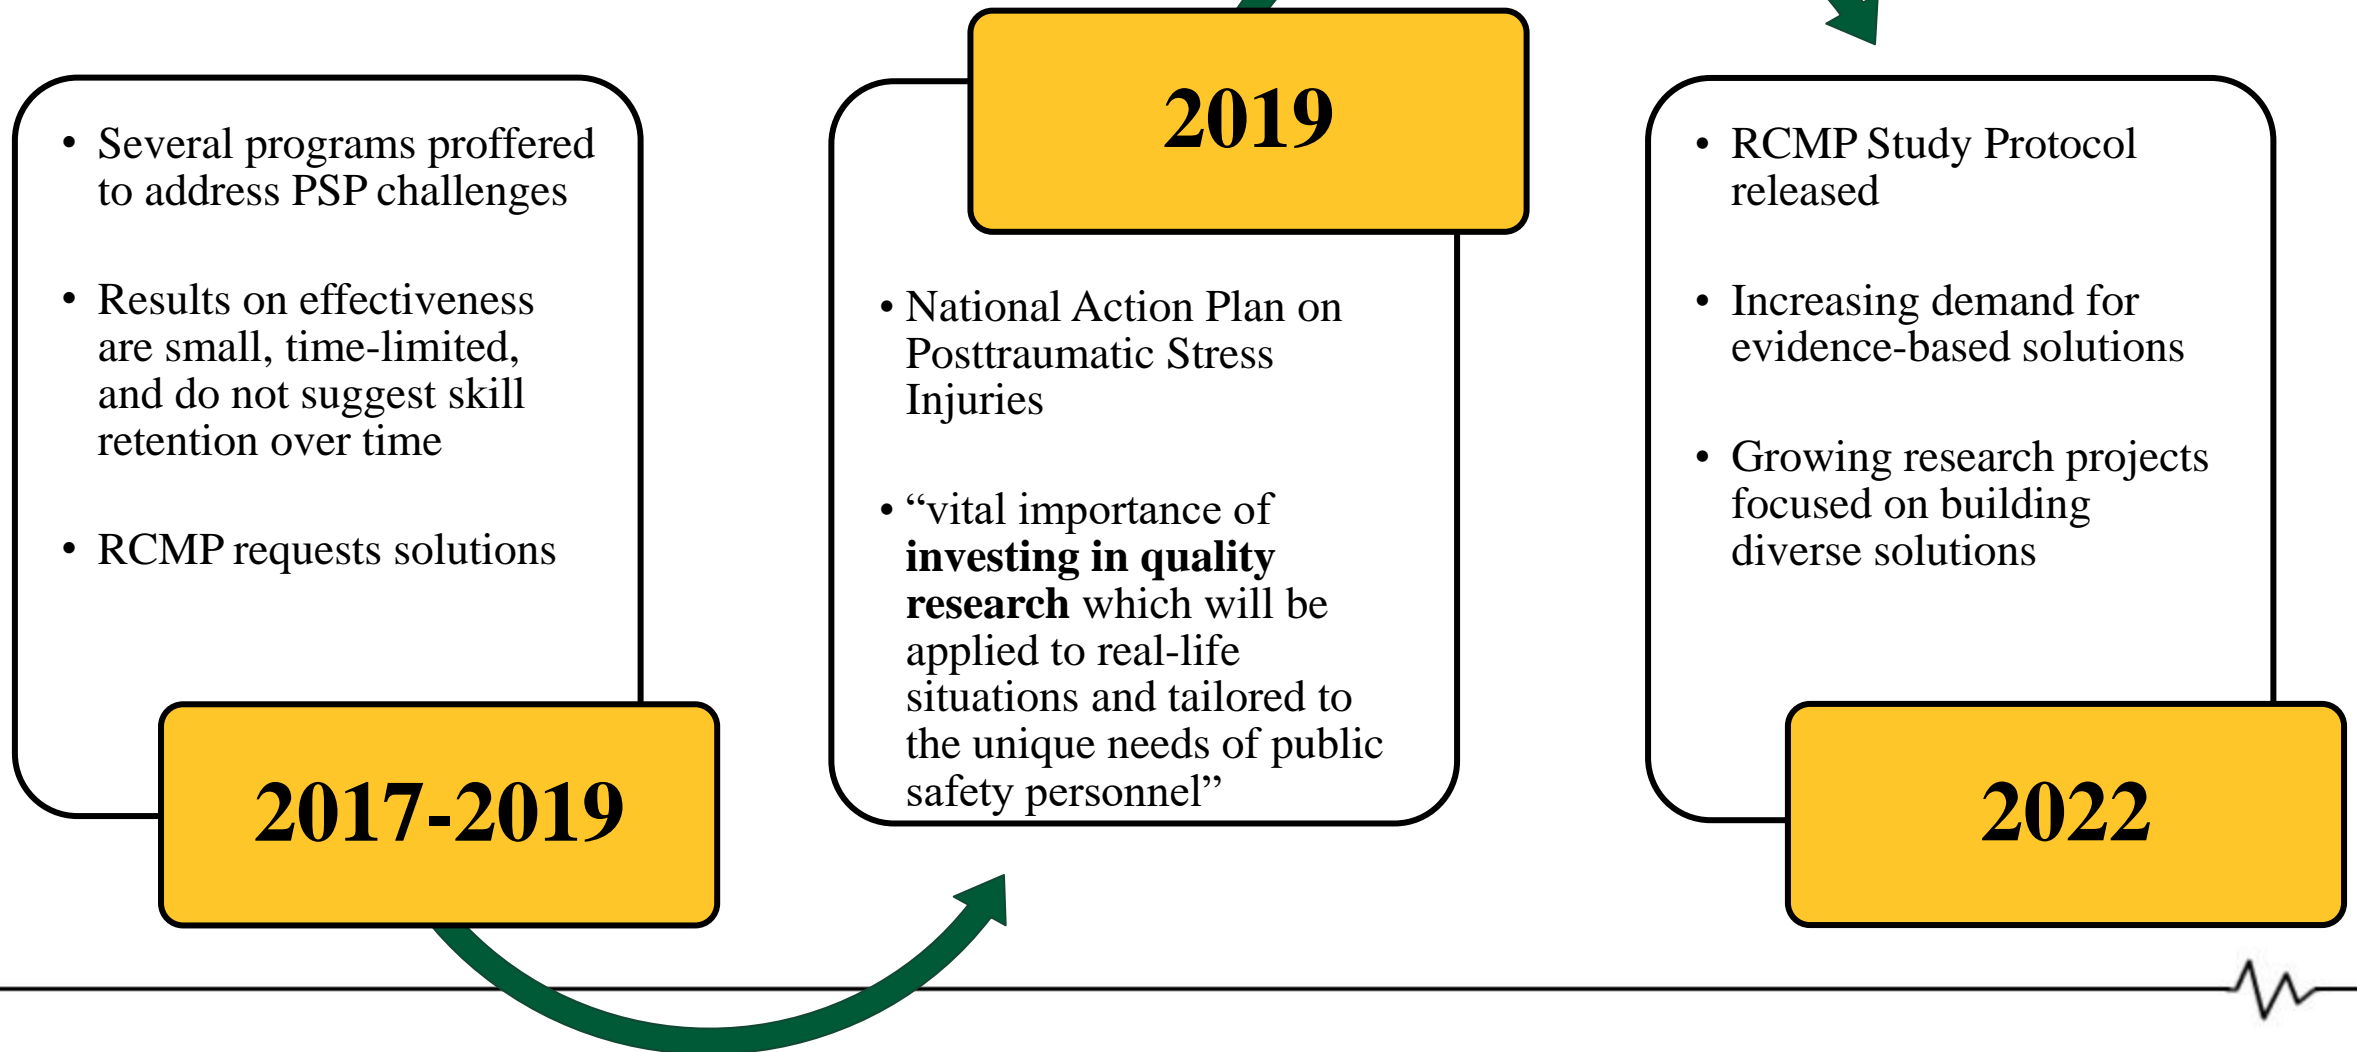 • Several programs proffered
to address PSP challenges
• Results on effectiveness
are small, time-limited,
and do not suggest skill
retention over time
• RCMP requests solutions
2017-2019
2019
• National Action Plan on
Posttraumatic Stress
Injuries
• “vital importance of
investing in quality
research which will be
applied to real-life
situations and tailored to
the unique needs of public
safety personnel”
• RCMP Study Protocol
released
• Increasing demand for
evidence-based solutions
• Growing research projects
focused on building
diverse solutions
2022